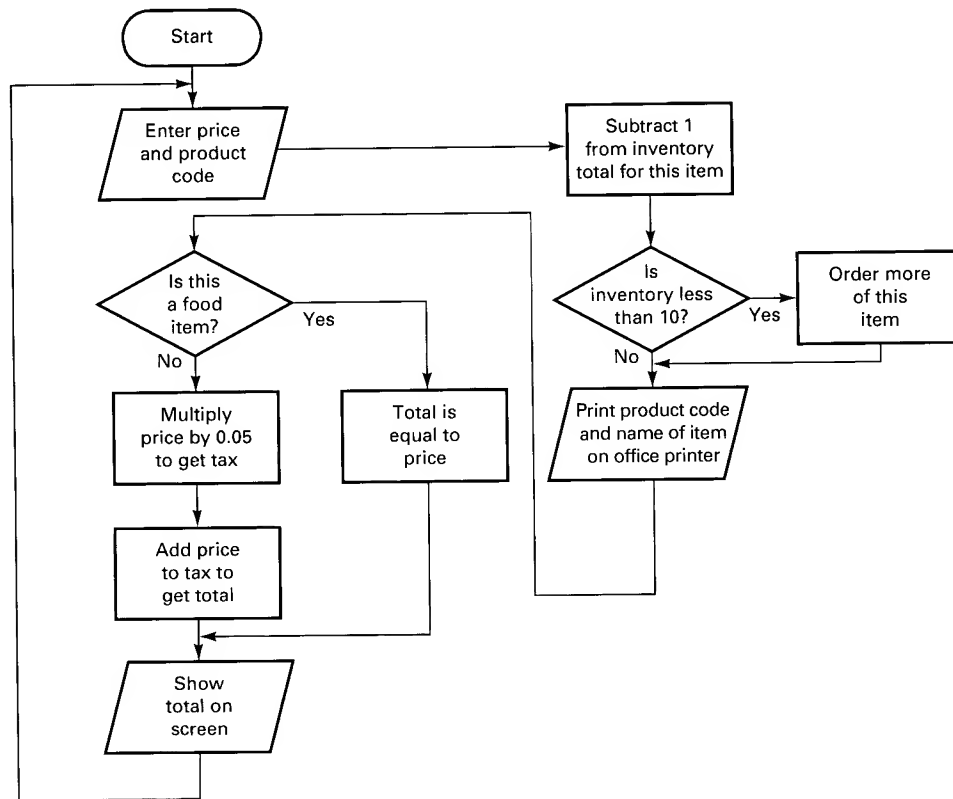 Start
Enter price
and product
code
Subtract 1
from inventory
total for this item
Is
inventory less
than 10?
Yes
No
Order more
of this
item
Print product code
and name of item
on office printer
Is this
a food
item?
Yes
No
Multiply
price by 0.05
to get tax
Total is
equal to
price
Add price
to tax to
get total
Show
total on
screen